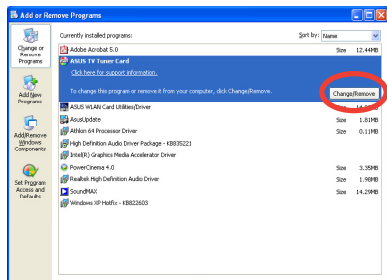 Add or Remove Programs
Change or Remove Programs
Currently installed programs:
Sort by: Name
Adobe Acrobat 5.0 Size 12.44MB
ASUS TV Tuner Card
Click here for support information.
To change this program or remove it from your computer, click Change/Remove.
Change/Remove
Add New Programs
ASUS WLAN Card Utilities/Driver Size
AsusUpdate Size 1.81MB
Athlon 64 Processor Driver Size 0.11MB
Add/Remove Windows Components
High Definition Audio Driver Package - KB835221
Intel(R) Graphics Media Accelerator Driver
PowerCinema 4.0 Size 3.35MB
Set Program Access and Defaults
Realtek High Definition Audio Driver Size 1.98MB
SoundMAX Size 14.29MB
Windows XP Hotfix - KB822603